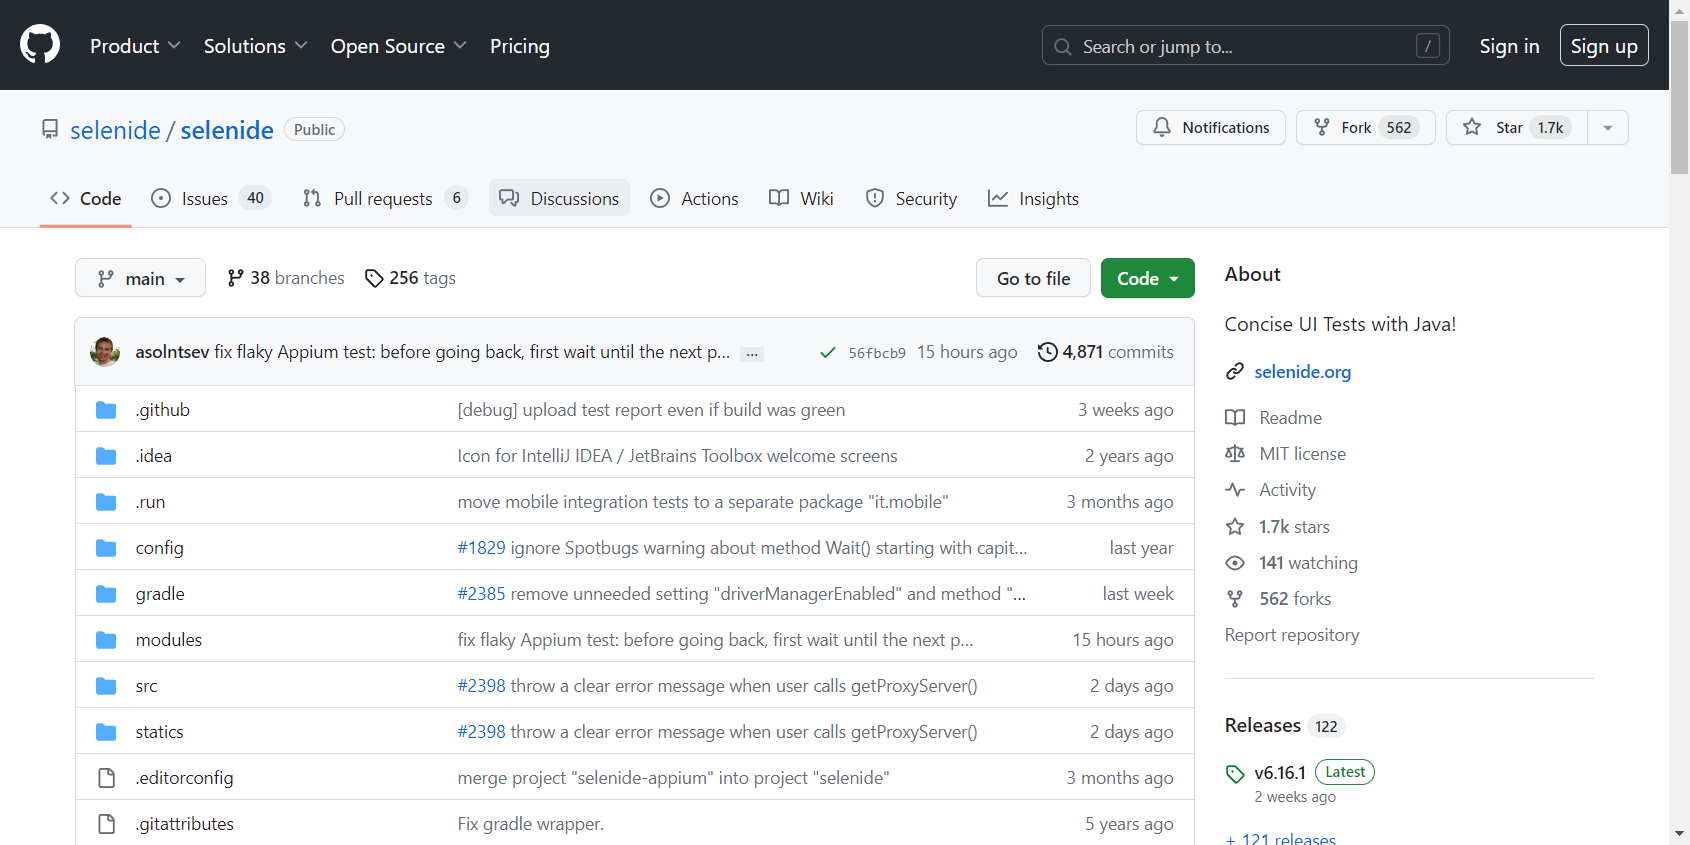 Product Solutions Open Source Pricing Search or jump to... / Sign in Sign up
selenide / selenide Public Notifications Fork 562 Star 1.7k
Code Issues 40 Pull requests 6 Discussions Actions Wiki Security Insights
main 38 branches 256 tags Go to file Code
asolntsev fix flaky Appium test: before going back, first wait until the next p... ... 56fbcb9 15 hours ago 4,871 commits
.github [debug] upload test report even if build was green 3 weeks ago
.idea Icon for IntelliJ IDEA / JetBrains Toolbox welcome screens 2 years ago
.run move mobile integration tests to a separate package "it.mobile" 3 months ago
config #1829 ignore Spotbugs warning about method Wait() starting with capit... last year
gradle #2385 remove unneeded setting "driverManagerEnabled" and method "... last week
modules fix flaky Appium test: before going back, first wait until the next p... 15 hours ago
src #2398 throw a clear error message when user calls getProxyServer() 2 days ago
statics #2398 throw a clear error message when user calls getProxyServer() 2 days ago
.editorconfig merge project "selenide-appium" into project "selenide" 3 months ago
.gitattributes Fix gradle wrapper. 5 years ago
About
Concise UI Tests with Java!
selenide.org
Readme
MIT license
Activity
1.7k stars
141 watching
562 forks
Report repository
Releases 122
v6.16.1 Latest
2 weeks ago
+ 121 releases